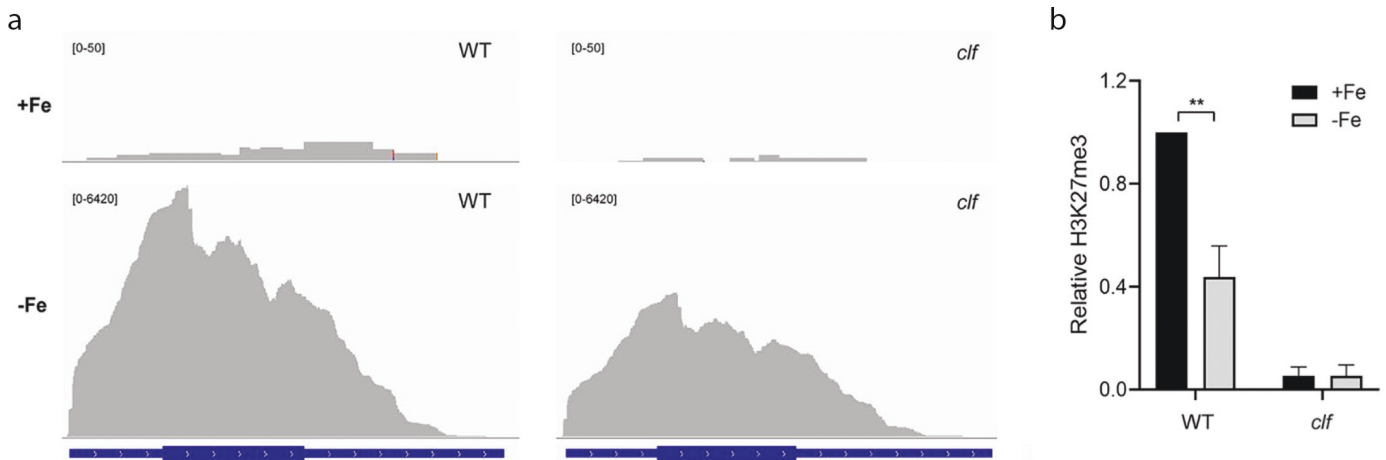 a
[0-50]
WT
[0-50]
clf
+Fe
[0-6420]
WT
[0-6420]
clf
-Fe
b
1.2
0.8
0.4
0.0
Relative H3K27me3
**
+Fe
-Fe
WT
clf